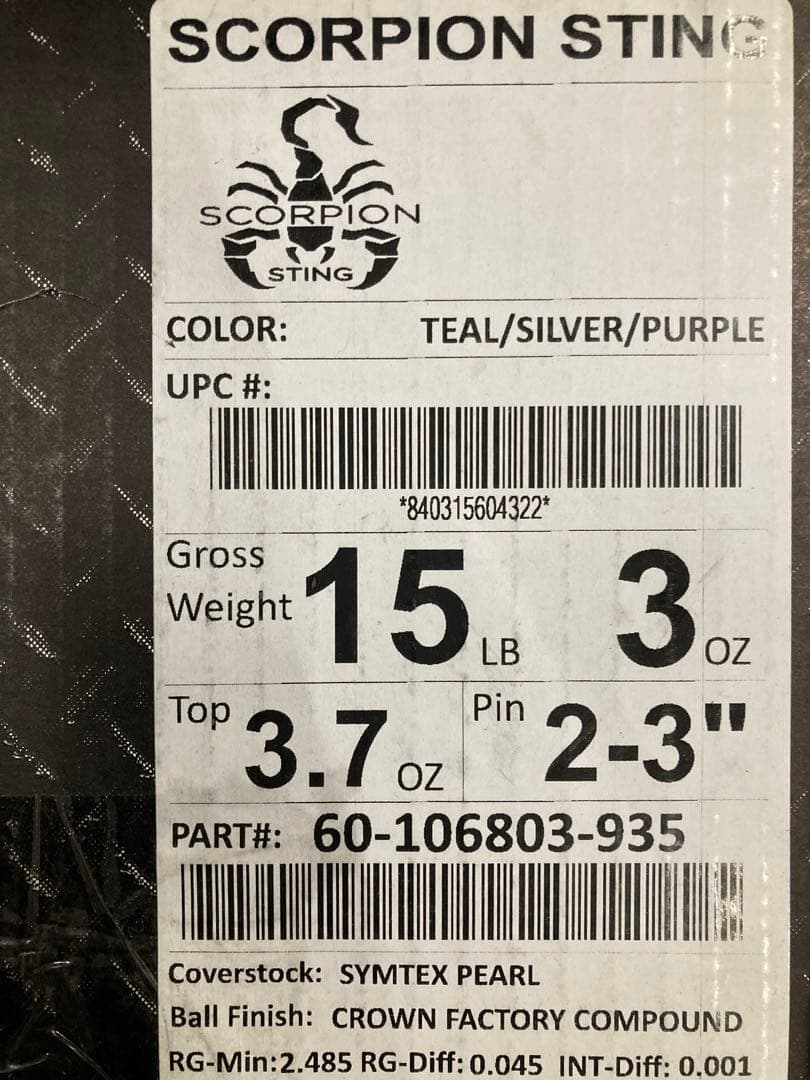 SCORPION STING
SCORPION
STING
COLOR: TEAL/SILVER/PURPLE
UPC #:
*840315604322*
Gross Weight 15 LB 3 OZ
Top 3.7 OZ Pin 2-3"
PART#: 60-106803-935
Coverstock: SYMTEX PEARL
Ball Finish: CROWN FACTORY COMPOUND
RG-Min:2.485 RG-Diff: 0.045 INT-Diff: 0.001